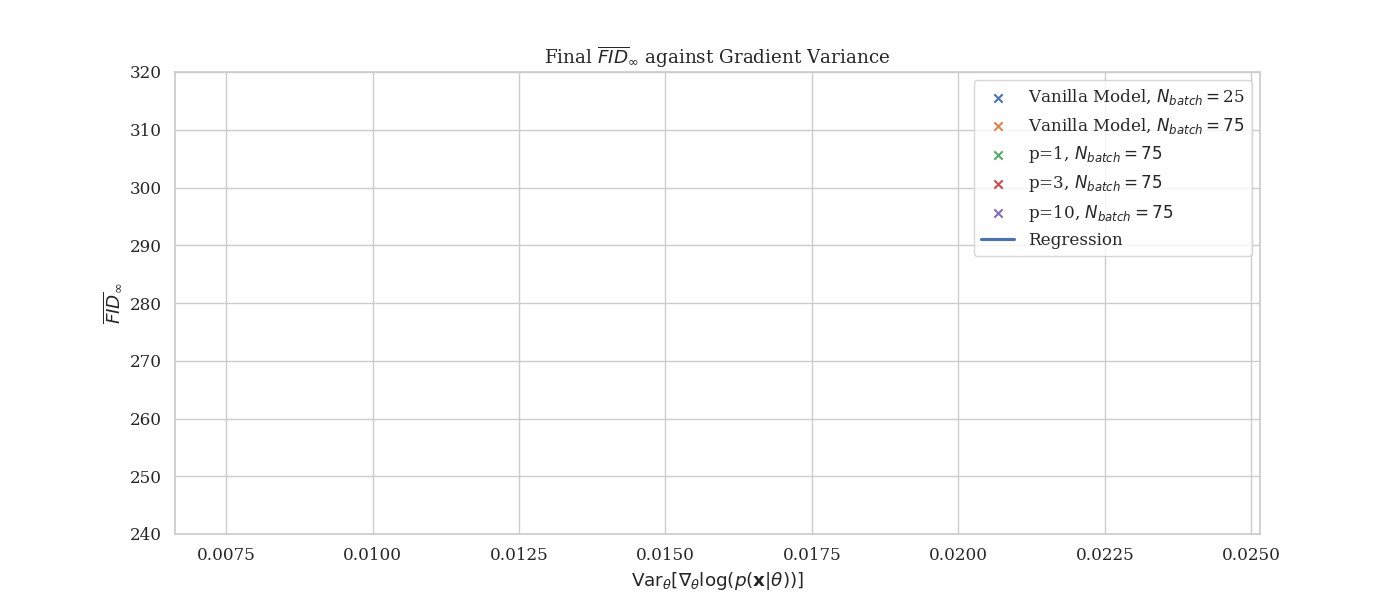 Final $\overline{FID}_\infty$ against Gradient Variance
320
310
300
290
280
270
260
250
240
$\overline{FID}_\infty$
Vanilla Model, $N_{batch} = 25$
Vanilla Model, $N_{batch} = 75$
p=1, $N_{batch} = 75$
p=3, $N_{batch} = 75$
p=10, $N_{batch} = 75$
Regression
0.0075 0.0100 0.0125 0.0150 0.0175 0.0200 0.0225 0.0250
$\mathrm{Var}_\theta[\nabla_\theta \log(p(\mathbf{x}|\theta))]$